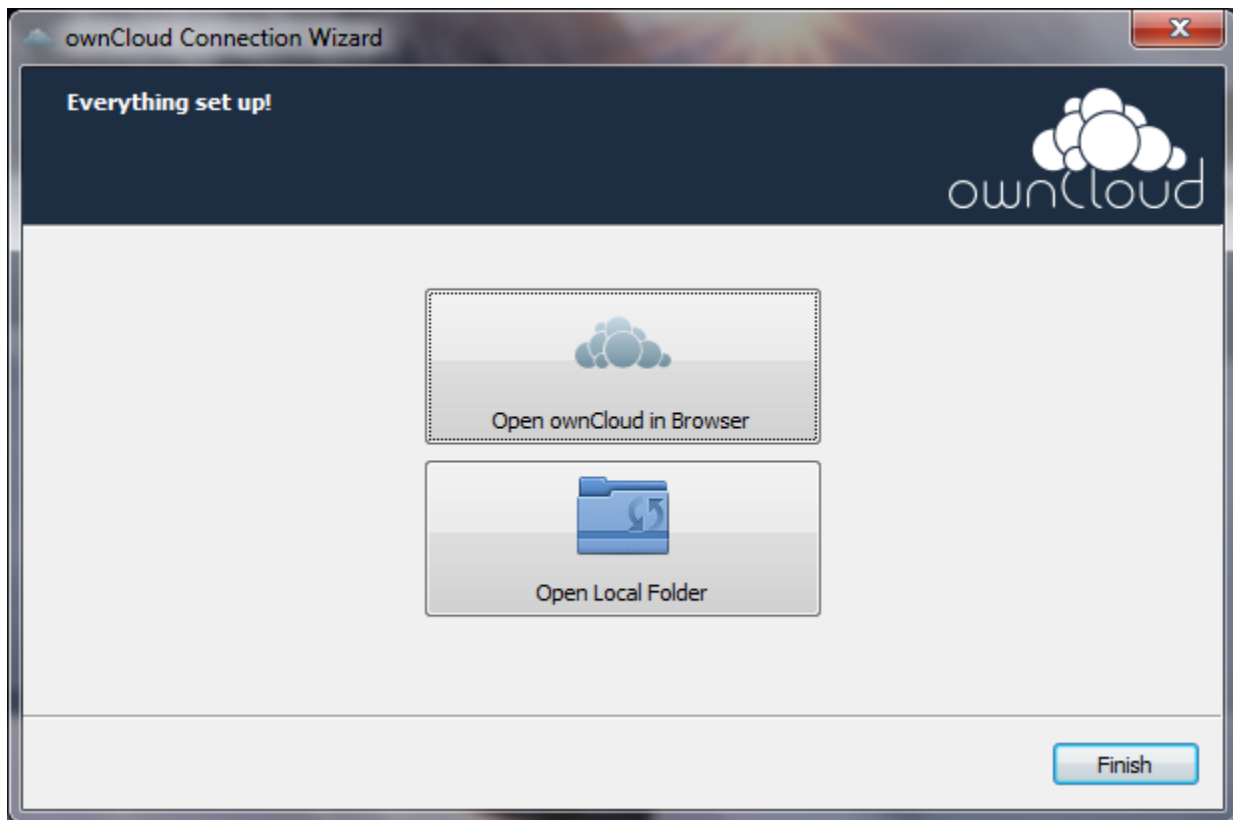 ownCloud Connection Wizard
Everything set up!
ownCloud
Open ownCloud in Browser
Open Local Folder
Finish